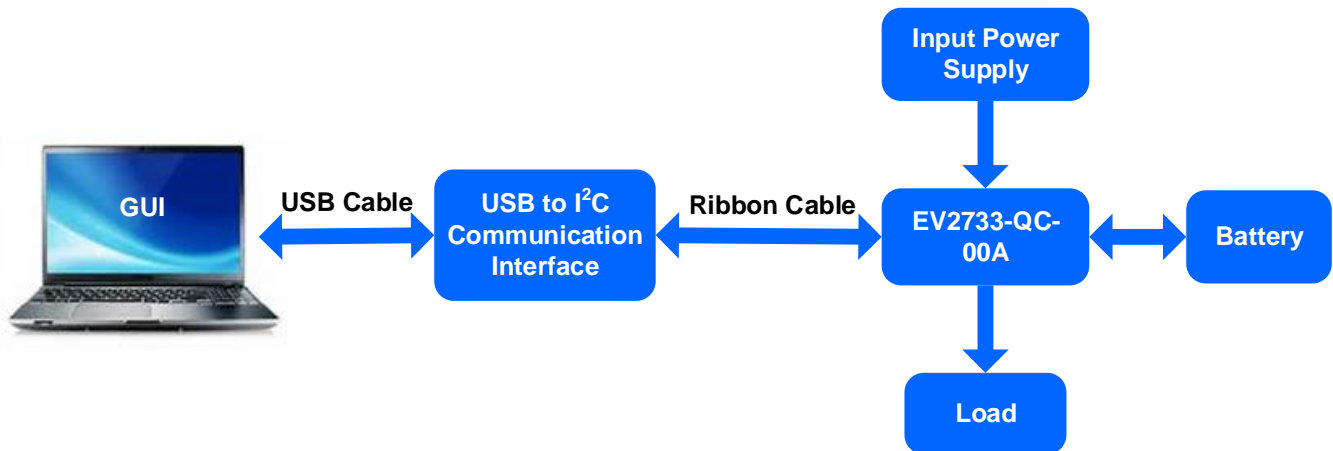 Input Power
Supply
GUI
USB Cable
USB to I²C
Communication
Interface
Ribbon Cable
EV2733-QC-
00A
Battery
Load